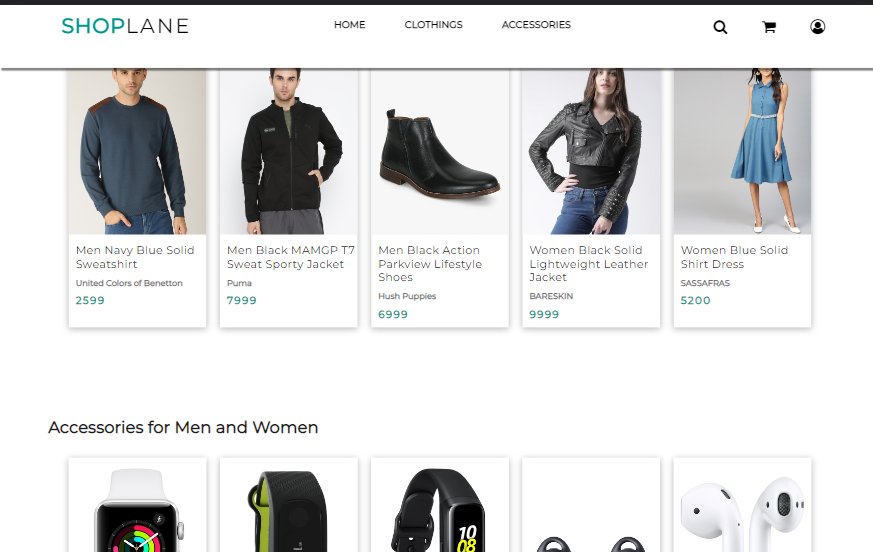 SHOPLANE
HOME
CLOTHINGS
ACCESSORIES
Men Navy Blue Solid
Sweatshirt
United Colors of Benetton
2599
Men Black MAMGP T7
Sweat Sporty Jacket
Puma
7999
Men Black Action
Parkview Lifestyle
Shoes
Hush Puppies
6999
Women Black Solid
Lightweight Leather
Jacket
BARESKIN
9999
Women Blue Solid
Shirt Dress
SASSAFRAS
5200
Accessories for Men and Women
10
08